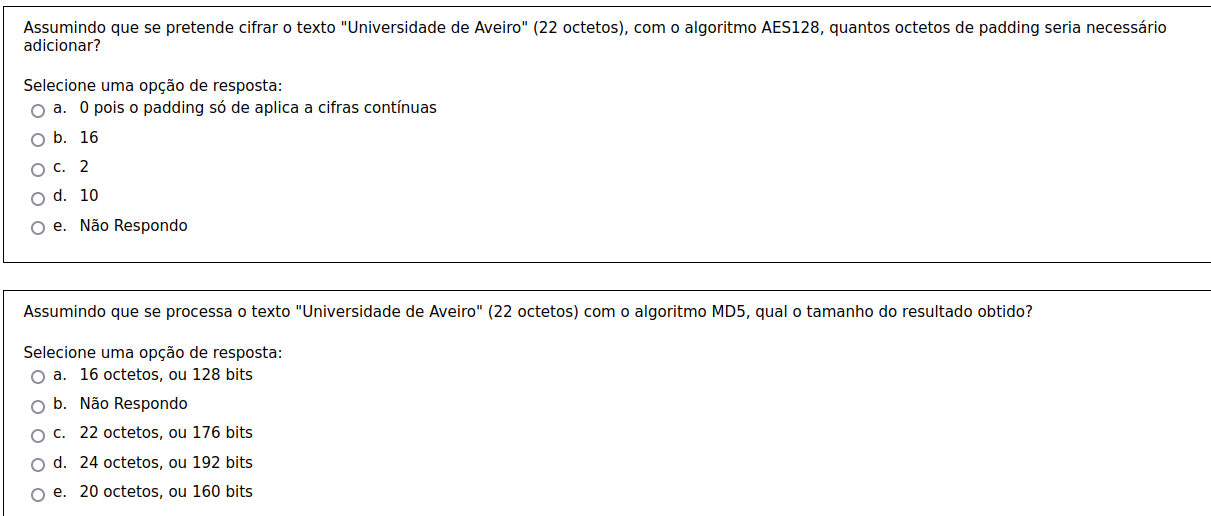 Assumindo que se pretende cifrar o texto "Universidade de Aveiro" (22 octetos), com o algoritmo AES128, quantos octetos de padding seria necessário
adicionar?
Selecione uma opção de resposta:
a. 0 pois o padding só de aplica a cifras contínuas
b. 16
c. 2
d. 10
e. Não Respondo
Assumindo que se processa o texto "Universidade de Aveiro" (22 octetos) com o algoritmo MD5, qual o tamanho do resultado obtido?
Selecione uma opção de resposta:
a. 16 octetos, ou 128 bits
b. Não Respondo
c. 22 octetos, ou 176 bits
d. 24 octetos, ou 192 bits
e. 20 octetos, ou 160 bits